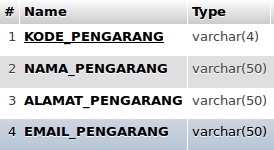 # Name Type
1 KODE_PENGARANG varchar(4)
2 NAMA_PENGARANG varchar(50)
3 ALAMAT_PENGARANG varchar(50)
4 EMAIL_PENGARANG varchar(50)